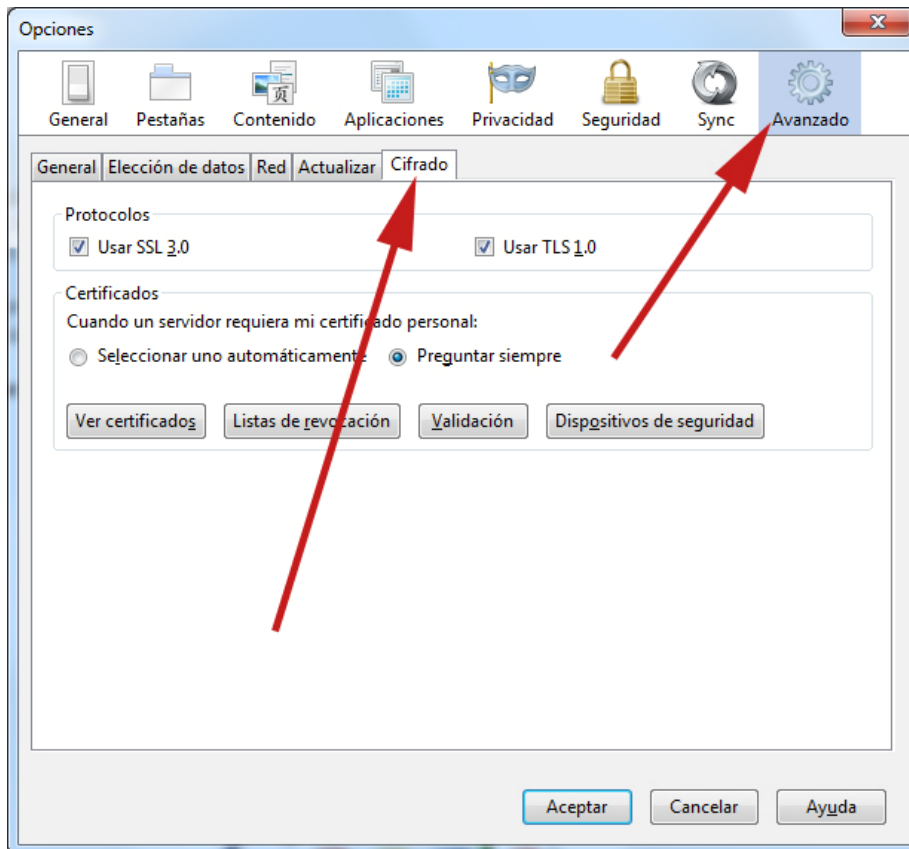 Opciones
General Pestañas Contenido Aplicaciones Privacidad Seguridad Sync Avanzado
页
General Elección de datos Red Actualizar Cifrado
Protocolos
Usar SSL 3.0 Usar TLS 1.0
Certificados
Cuando un servidor requiera mi certificado personal:
Seleccionar uno automáticamente Preguntar siempre
Ver certificados Listas de revocación Validación Dispositivos de seguridad
Aceptar Cancelar Ayuda